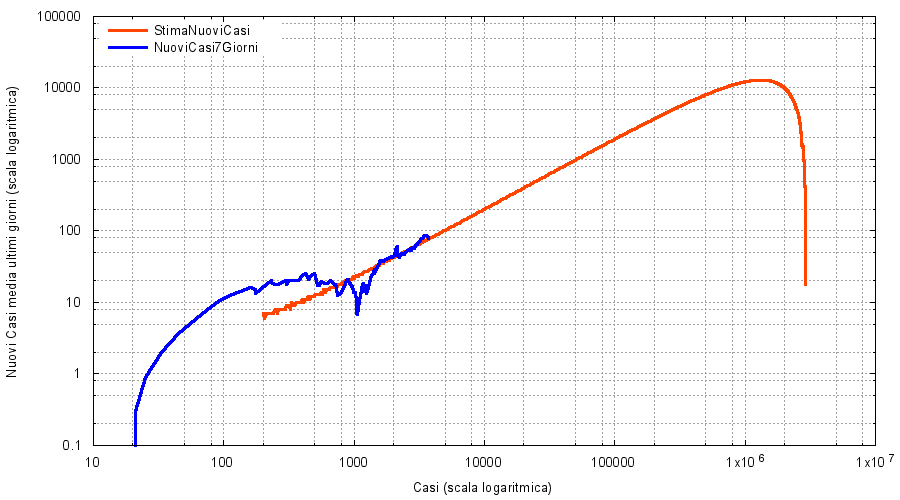 100000
10000
1000
100
10
1
0.1
StimaNuoviCasi
NuoviCasi7Giorni
Nuovi Casi media ultimi giorni (scala logaritmica)
10 100 1000 10000 100000 1x10^6 1x10^7
Casi (scala logaritmica)